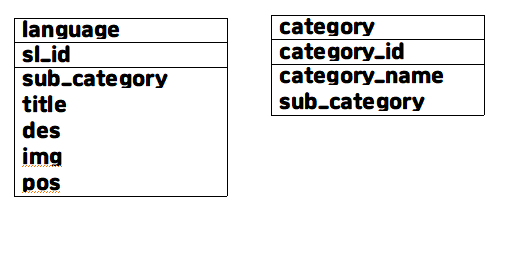 language
sl_id
sub_category
title
des
img
pos
category
category_id
category_name
sub_category